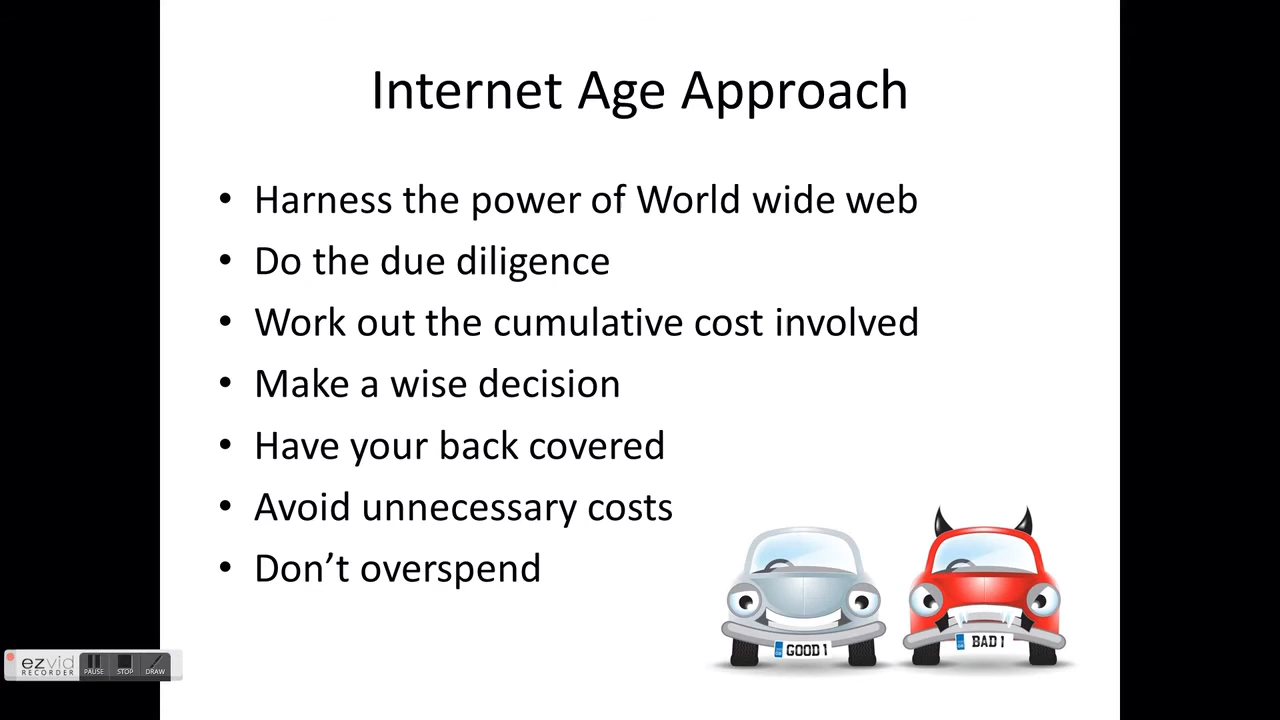 Internet Age Approach
• Harness the power of World wide web
• Do the due diligence
• Work out the cumulative cost involved
• Make a wise decision
• Have your back covered
• Avoid unnecessary costs
• Don’t overspend
GOOD 1
BAD 1
ezvid
RECORDER
PAUSE STOP DRAW